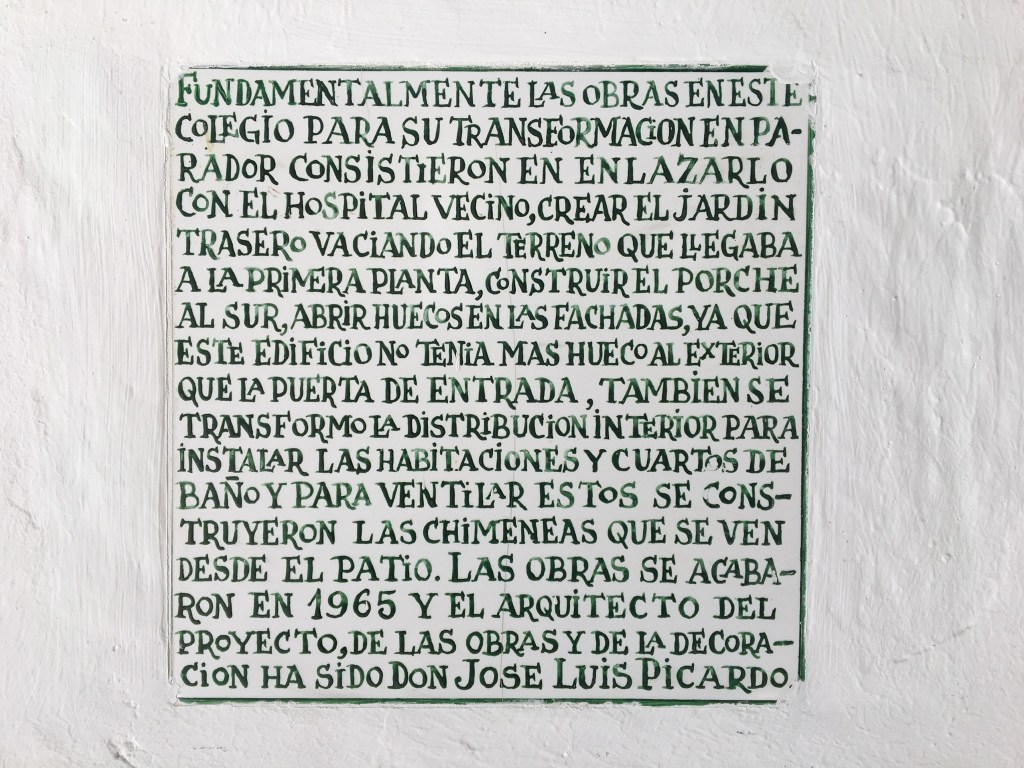 FUNDAMENTALMENTE LAS OBRAS EN ESTE
COLEGIO PARA SU TRANSFORMACION EN PA-
RADOR CONSISTIERON EN ENLAZARLO
CON EL HOSPITAL VECINO, CREAR EL JARDIN
TRASERO VACIANDO EL TERRENO QUE LLEGABA
A LA PRIMERA PLANTA, CONSTRUIR EL PORCHE
AL SUR, ABRIR HUECOS EN LAS FACHADAS, YA QUE
ESTE EDIFICIO NO TENIA MAS HUECO AL EXTERIOR
QUE LA PUERTA DE ENTRADA, TAMBIEN SE
TRANSFORMO LA DISTRIBUCION INTERIOR PARA
INSTALAR LAS HABITACIONES Y CUARTOS DE
BAÑO Y PARA VENTILAR ESTOS SE CONS-
TRUYERON LAS CHIMENEAS QUE SE VEN
DESDE EL PATIO. LAS OBRAS SE ACABA-
RON EN 1965 Y EL ARQUITECTO DEL
PROYECTO, DE LAS OBRAS Y DE LA DECORA-
CION HA SIDO DON JOSE LUIS PICARDO